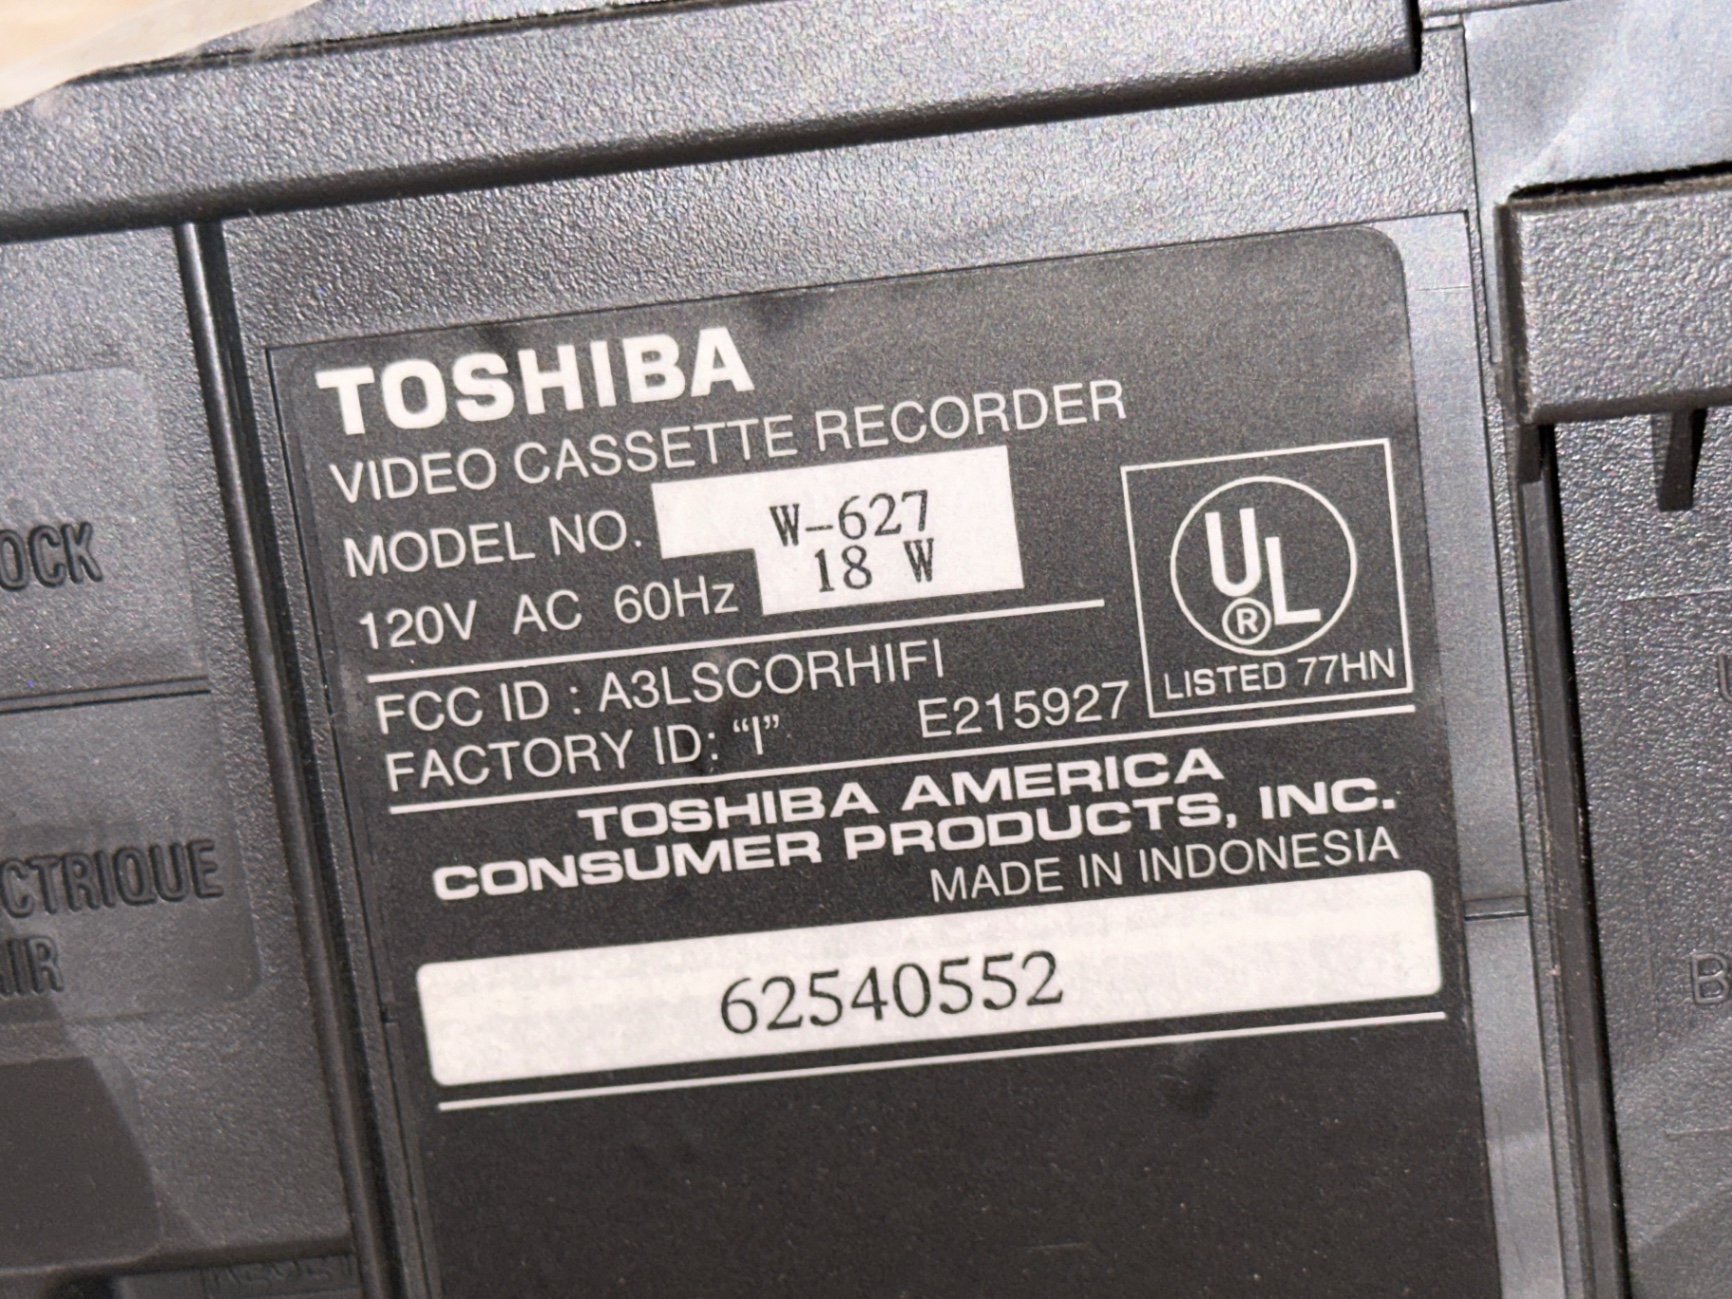 TOSHIBA
VIDEO CASSETTE RECORDER
MODEL NO. W-627
120V AC 60Hz 18 W
UL
®
LISTED 77HN
FCC ID : A3LSCORHIFI
FACTORY ID: “I” E215927
TOSHIBA AMERICA
CONSUMER PRODUCTS, INC.
MADE IN INDONESIA
62540552
OCK
CTRIQUE
AIR